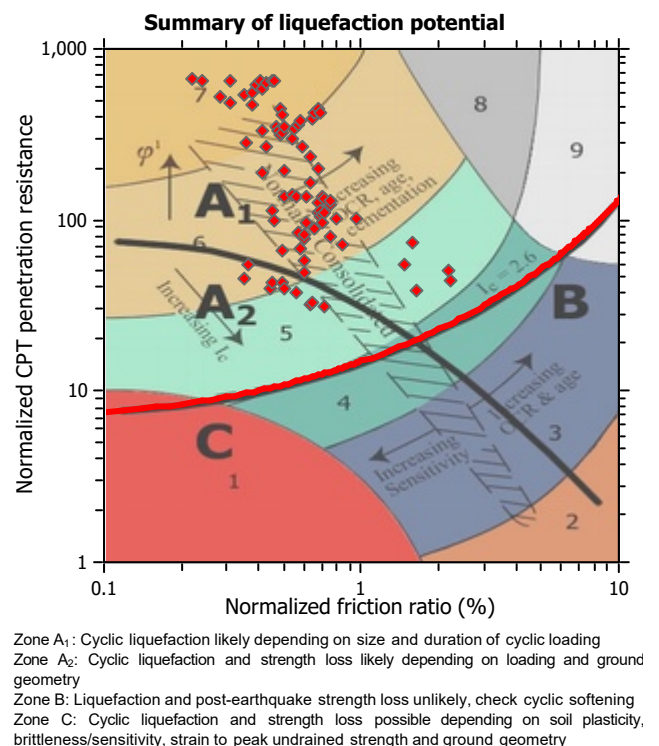 Summary of liquefaction potential
1,000
100
10
1
Normalized CPT penetration resistance
7
8
9
φ¹
A₁
Increasing
OCR, age,
cementation
Normally Consolidated
6
A₂
Increasing Ic
5
Ic = 2.6
B
4
C
1
Increasing
OCR & age
Increasing
Sensitivity
3
2
0.1
1
10
Normalized friction ratio (%)
Zone A₁: Cyclic liquefaction likely depending on size and duration of cyclic loading
Zone A₂: Cyclic liquefaction and strength loss likely depending on loading and ground
geometry
Zone B: Liquefaction and post-earthquake strength loss unlikely, check cyclic softening
Zone C: Cyclic liquefaction and strength loss possible depending on soil plasticity,
brittleness/sensitivity, strain to peak undrained strength and ground geometry